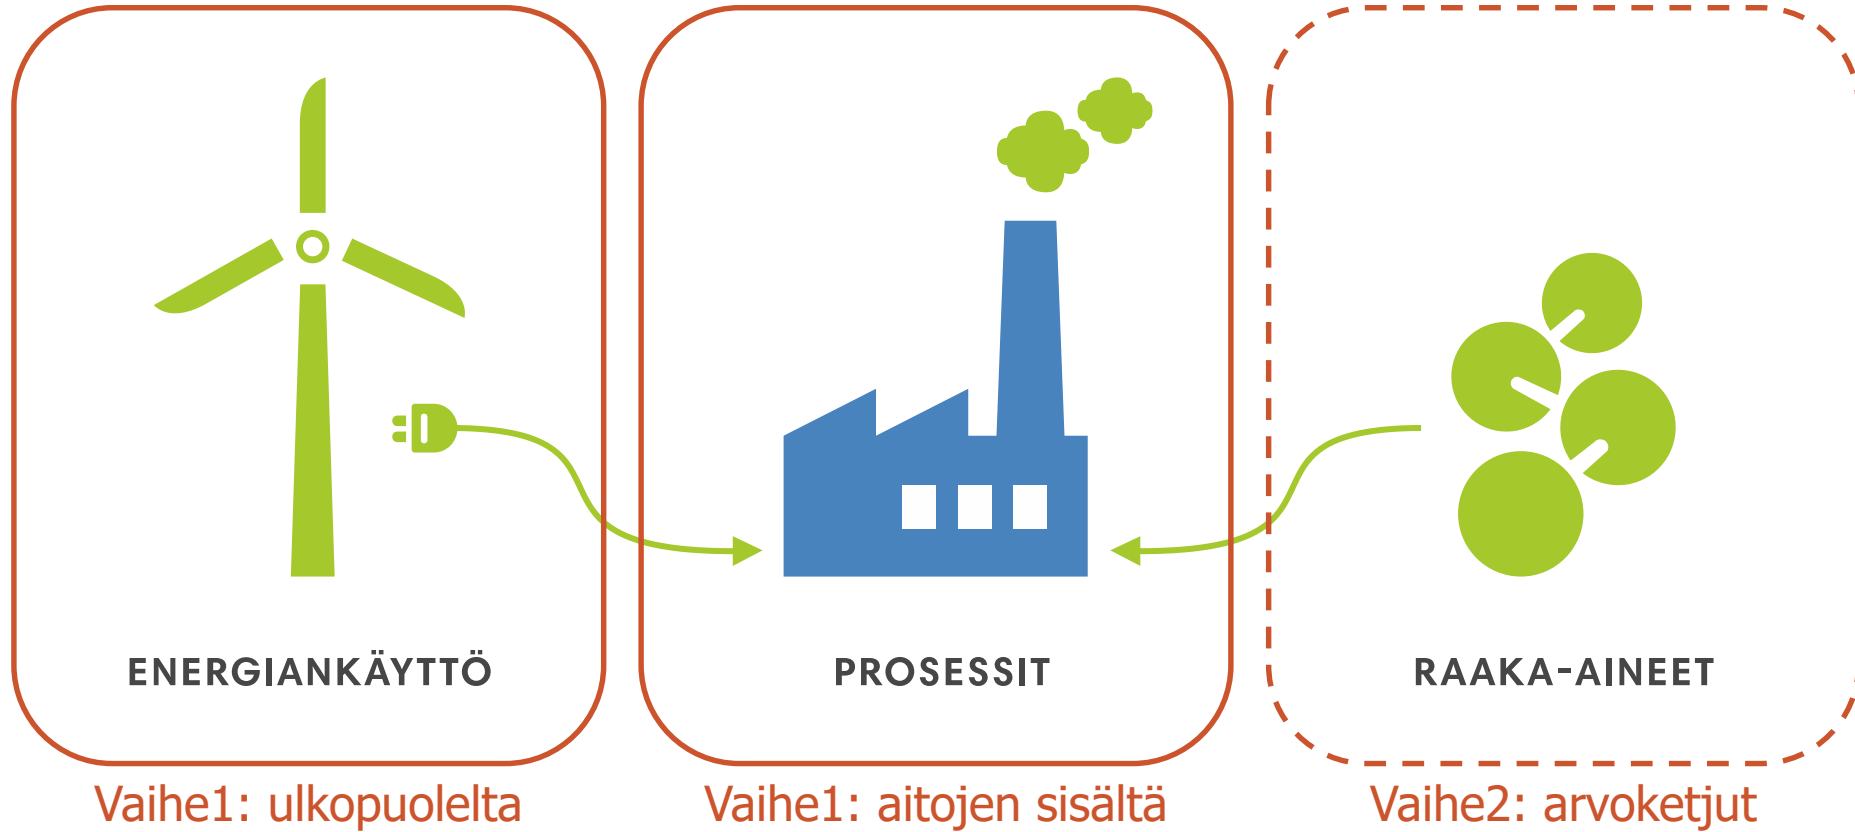 ENERGIANKÄYTTÖ
PROSESSIT
RAAKA-AINEET
Vaihe1: ulkopuolelta
Vaihe1: aitojen sisältä
Vaihe2: arvoketjut